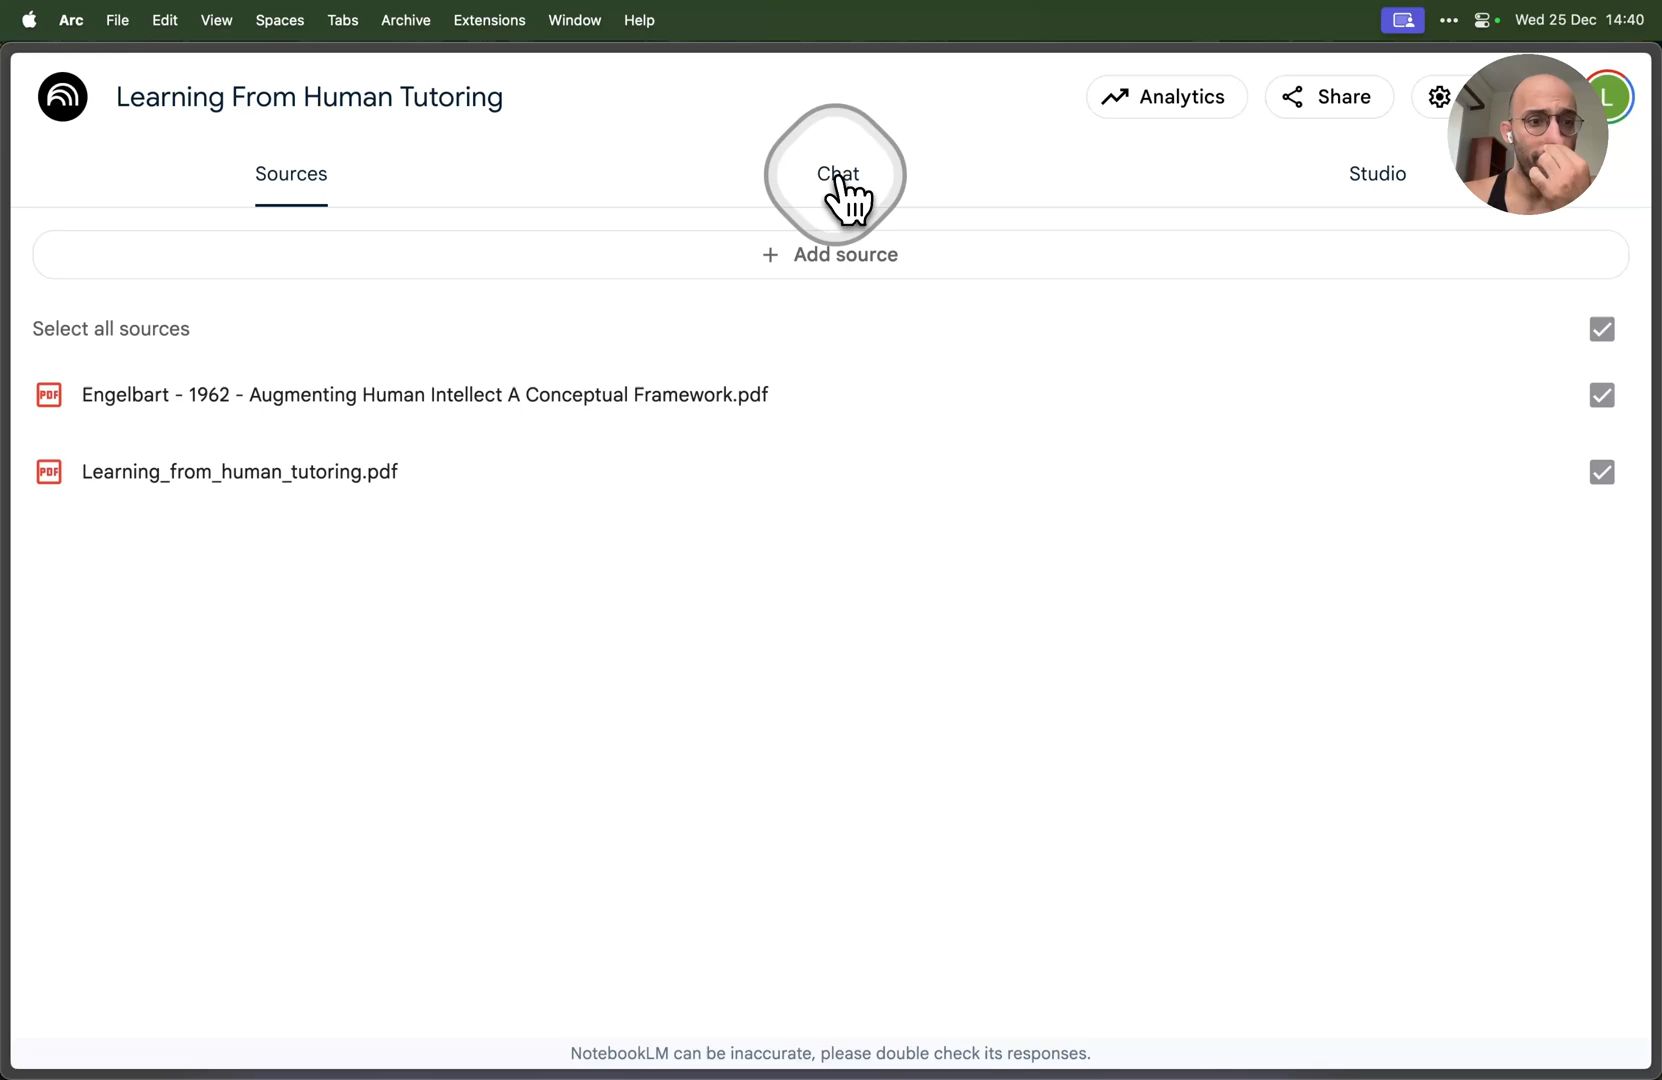 Arc File Edit View Spaces Tabs Archive Extensions Window Help Wed 25 Dec 14:40
Learning From Human Tutoring Analytics Share L
Sources Chat Studio
+ Add source
Select all sources
PDF Engelbart - 1962 - Augmenting Human Intellect A Conceptual Framework.pdf
PDF Learning_from_human_tutoring.pdf
NotebookLM can be inaccurate, please double check its responses.